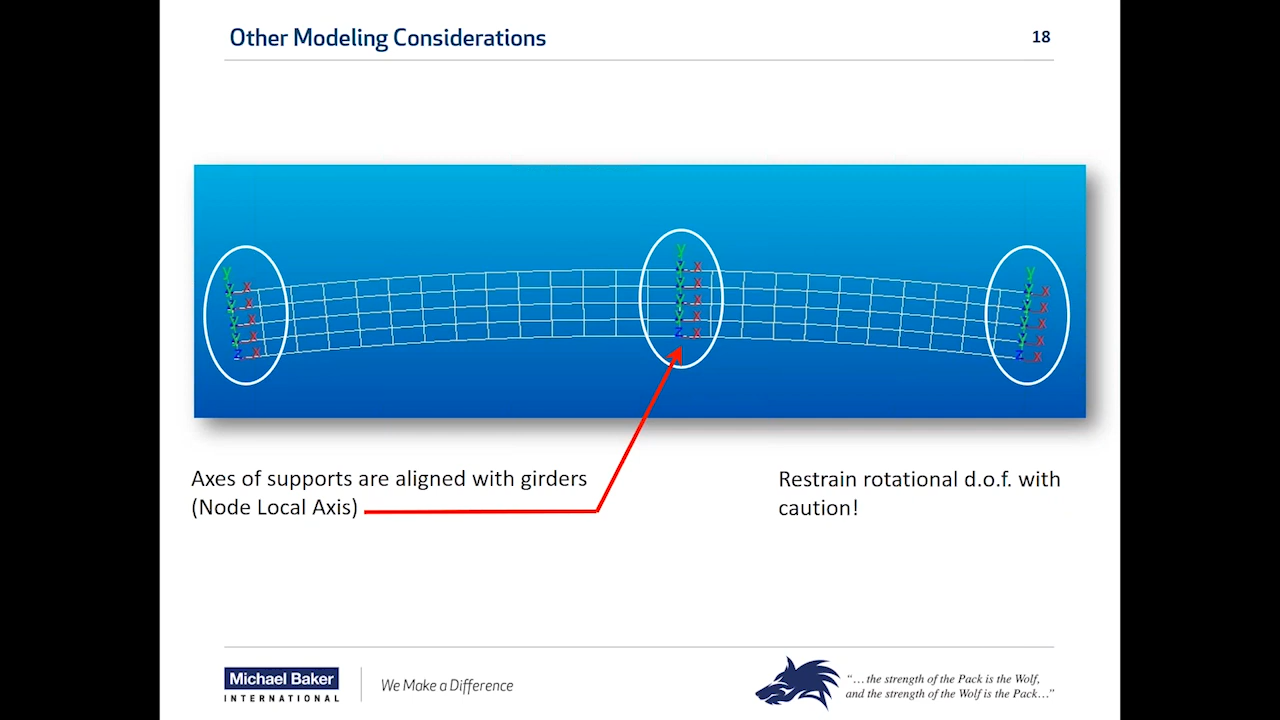 Other Modeling Considerations
18
y
x
x
x
x
x
y
y
y
y
z
y
x
x
x
x
x
y
y
y
y
z
y
x
x
x
x
x
y
y
y
y
z
Axes of supports are aligned with girders
(Node Local Axis)
Restrain rotational d.o.f. with
caution!
Michael Baker
INTERNATIONAL
We Make a Difference
“… the strength of the Pack is the Wolf,
and the strength of the Wolf is the Pack…”